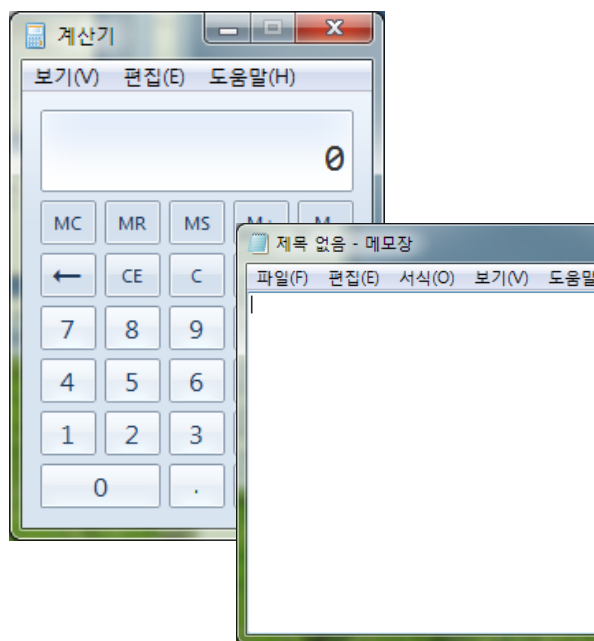 계산기
보기(V) 편집(E) 도움말(H)
0
MC MR MS
← CE C
7 8 9
4 5 6
1 2 3
0 .
제목 없음 - 메모장
파일(F) 편집(E) 서식(O) 보기(V) 도움말